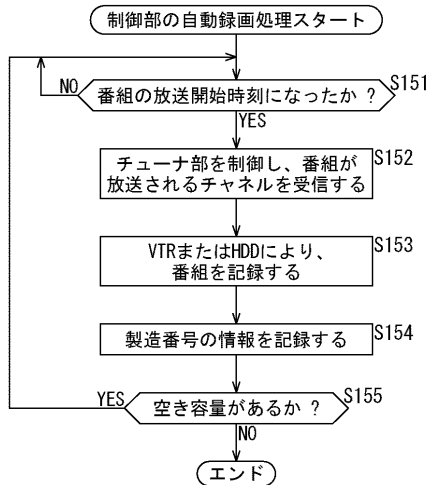 制御部の自動録画処理スタート
NO
番組の放送開始時刻になったか ?
S151
YES
チューナ部を制御し、番組が
放送されるチャネルを受信する
S152
VTRまたはHDDにより、
番組を記録する
S153
製造番号の情報を記録する
S154
YES
空き容量があるか ?
S155
NO
エンド